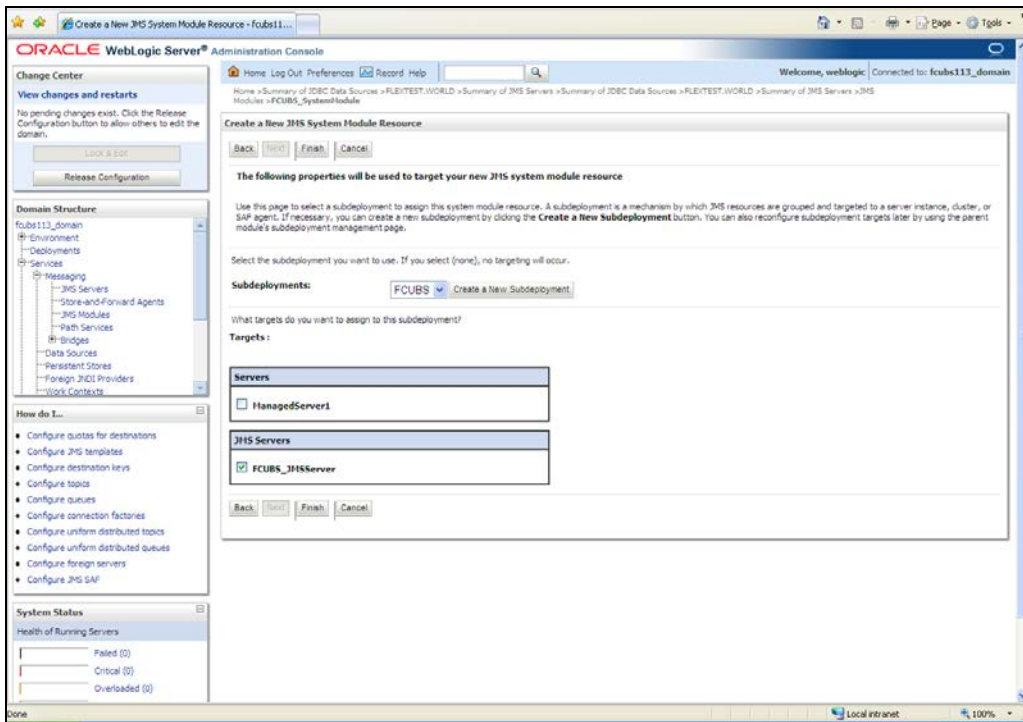 Create a New JMS System Module Resource - fcubs11...
Page
Tools
ORACLE WebLogic Server® Administration Console
Change Center
View changes and restarts
No pending changes exist. Click the Release
Configuration button to allow others to edit the
domain.
Lock & Edit
Release Configuration
Domain Structure
fcubs113_domain
Environment
Deployments
Services
Messaging
JMS Servers
Store-and-Forward Agents
JMS Modules
Path Services
Bridges
Data Sources
Persistent Stores
Foreign JNDI Providers
Work Contexts
How do I...
Configure quotas for destinations
Configure JMS templates
Configure destination keys
Configure topics
Configure queues
Configure connection factories
Configure uniform distributed topics
Configure uniform distributed queues
Configure foreign servers
Configure JMS SAF
System Status
Health of Running Servers
Failed (0)
Critical (0)
Overloaded (0)
Home Log Out Preferences Record Help
Welcome, weblogic Connected to: fcubs113_domain
Home >Summary of JDBC Data Sources >FLEXTEST.WORLD >Summary of JMS Servers >Summary of JDBC Data Sources >FLEXTEST.WORLD >Summary of JMS Servers >JMS
Modules >FCUBS_SystemModule
Create a New JMS System Module Resource
Back Next Finish Cancel
The following properties will be used to target your new JMS system module resource
Use this page to select a subdeployment to assign this system module resource. A subdeployment is a mechanism by which JMS resources are grouped and targeted to a server instance, cluster, or
SAF agent. If necessary, you can create a new subdeployment by clicking the Create a New Subdeployment button. You can also reconfigure subdeployment targets later by using the parent
module's subdeployment management page.
Select the subdeployment you want to use. If you select (none), no targeting will occur.
Subdeployments: FCUBS Create a New Subdeployment
What targets do you want to assign to this subdeployment?
Targets :
Servers
ManagedServer1
JMS Servers
FCUBS_JMSServer
Back Next Finish Cancel
Done
Local intranet
100%